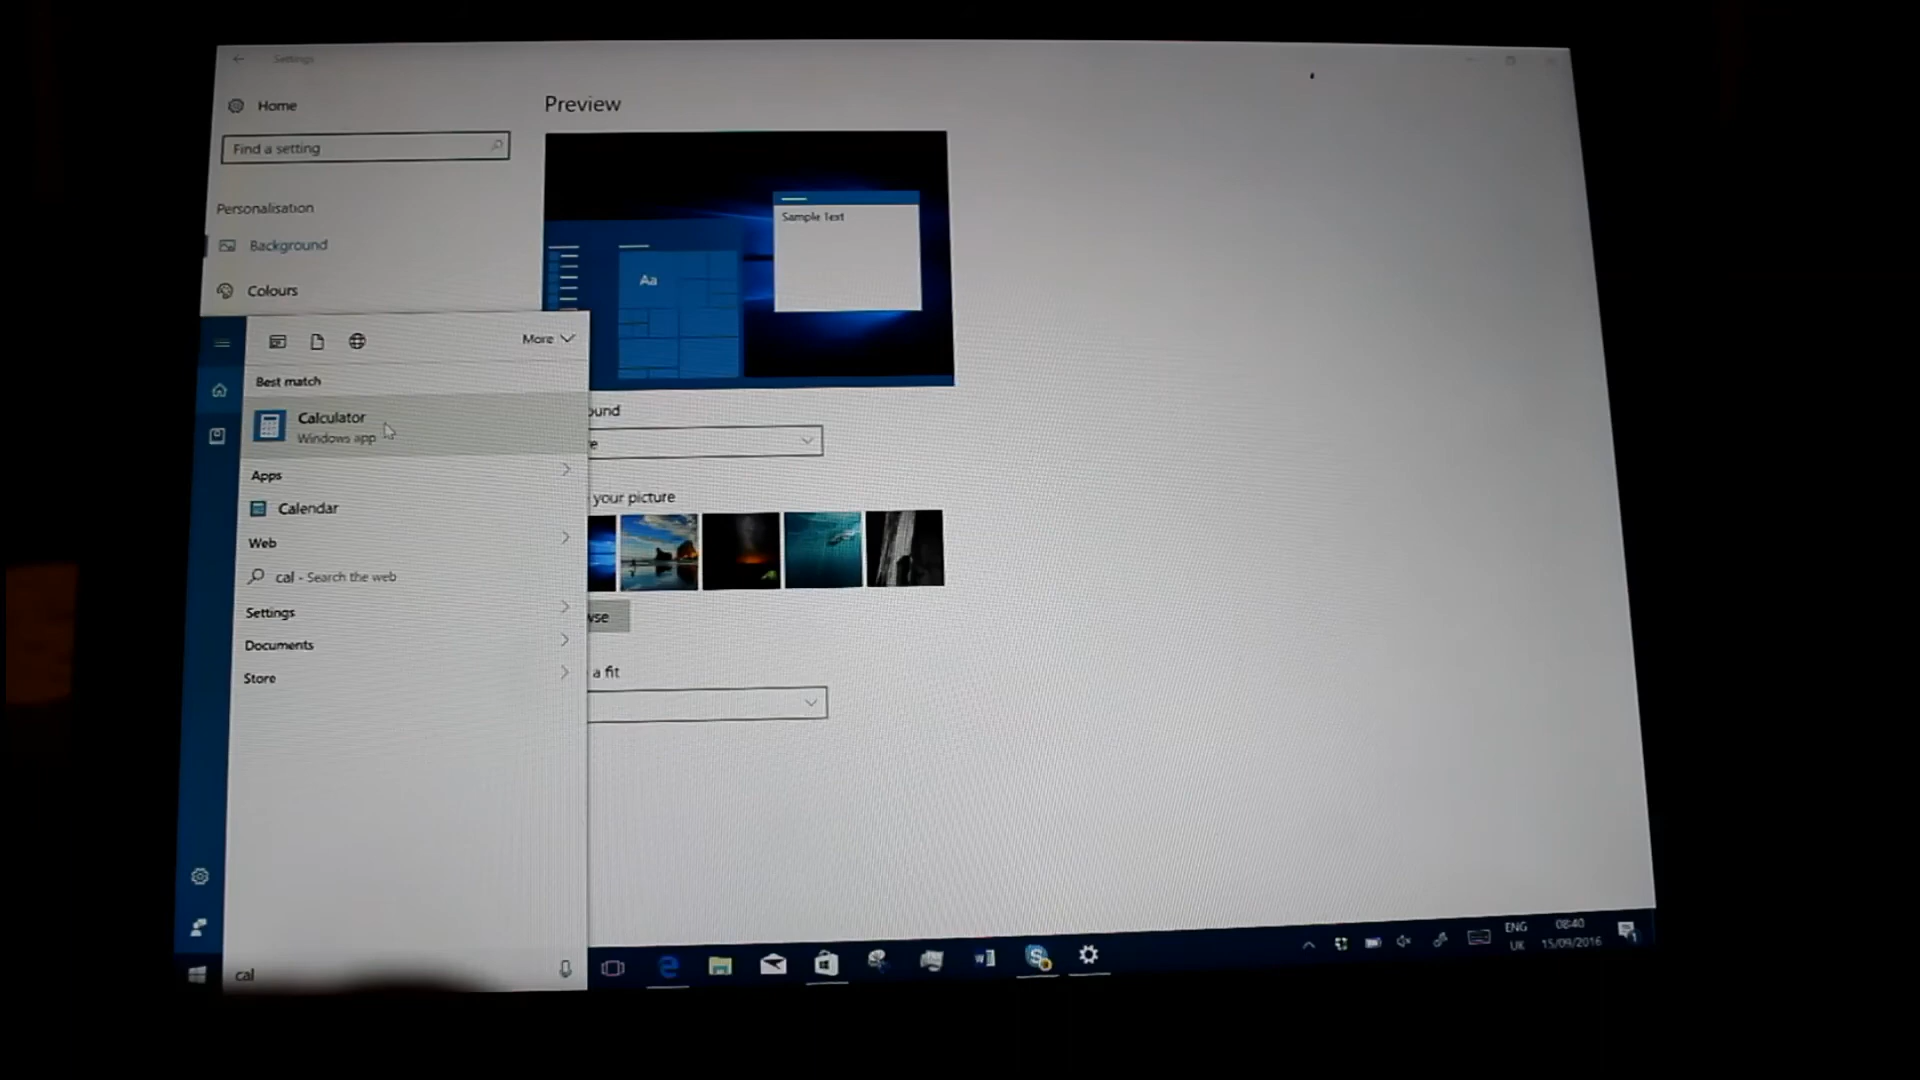 Settings
Home
Find a setting
Personalisation
Background
Colours
Preview
Sample Text
Aa
More
Best match
Calculator
Windows app
Apps
Calendar
Web
cal - Search the web
Settings
Documents
Store
cal
ound
e
your picture
wse
a fit
ENG
UK
08:40
15/09/2016